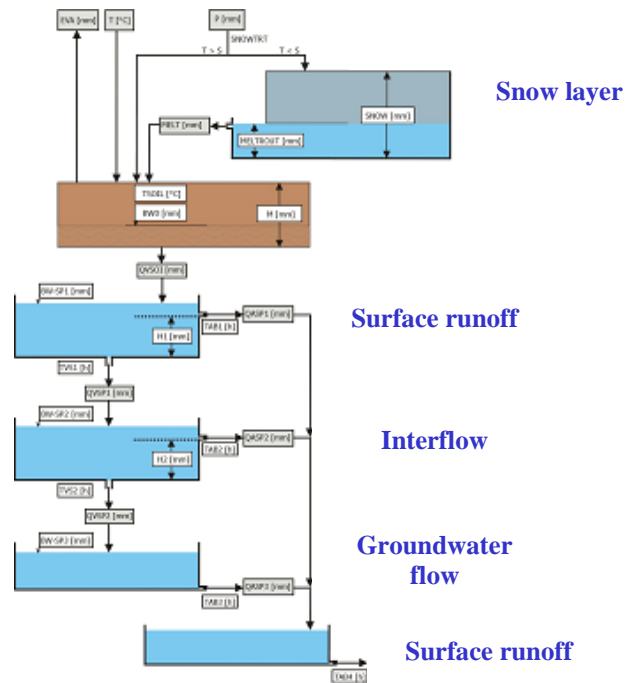 EVA [mm]
T [°C]
P [mm]
SNOWTRT
T > S
T < S
Snow layer
SNOW [mm]
MELT [mm]
MELTROUT [mm]
TSOIL [°C]
BW0 [mm]
M [mm]
QVSO1 [mm]
BW-SP1 [mm]
QASP1 [mm]
Surface runoff
TAB1 [h]
H1 [mm]
TVS1 [h]
QVSP1 [mm]
BW-SP2 [mm]
QASP2 [mm]
Interflow
TAB2 [h]
H2 [mm]
TVS2 [h]
QVSP2 [mm]
BW-SP3 [mm]
Groundwater
flow
QASP3 [mm]
TAB3 [h]
Surface runoff
TAB4 [h]